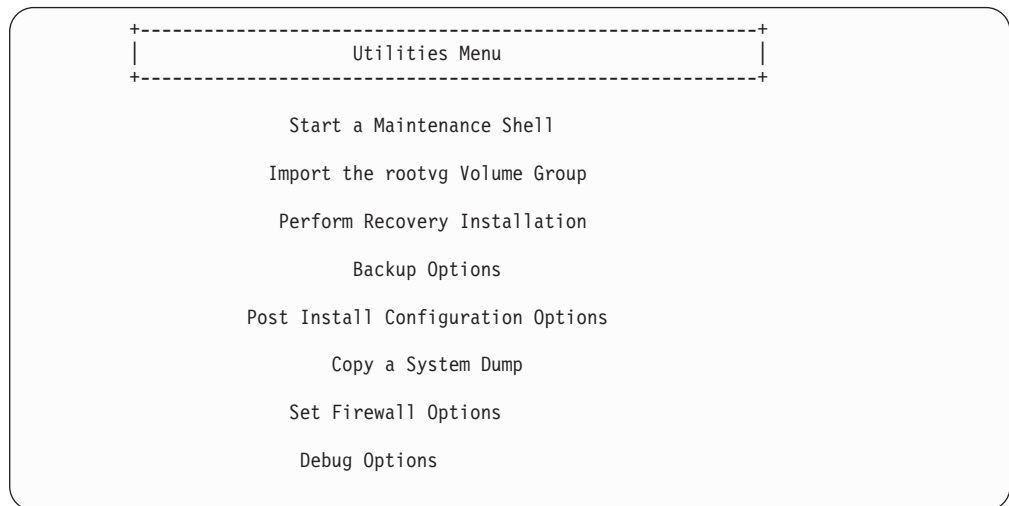 Utilities Menu
Start a Maintenance Shell
Import the rootvg Volume Group
Perform Recovery Installation
Backup Options
Post Install Configuration Options
Copy a System Dump
Set Firewall Options
Debug Options